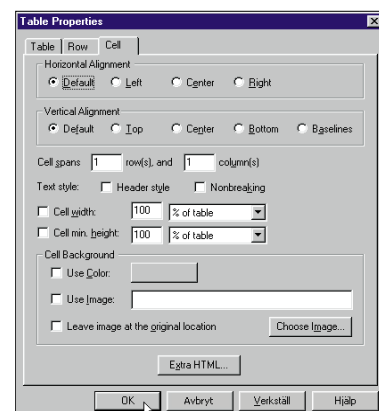 Table Properties
Table Row Cell
Horizontal Alignment
Default Left Center Right
Vertical Alignment
Default Top Center Bottom Baselines
Cell spans 1 row(s), and 1 column(s)
Text style: Header style Nonbreaking
Cell width: 100 % of table
Cell min. height: 100 % of table
Cell Background
Use Color:
Use Image:
Leave image at the original location Choose Image...
Extra HTML...
OK Avbryt Verkställ Hjälp